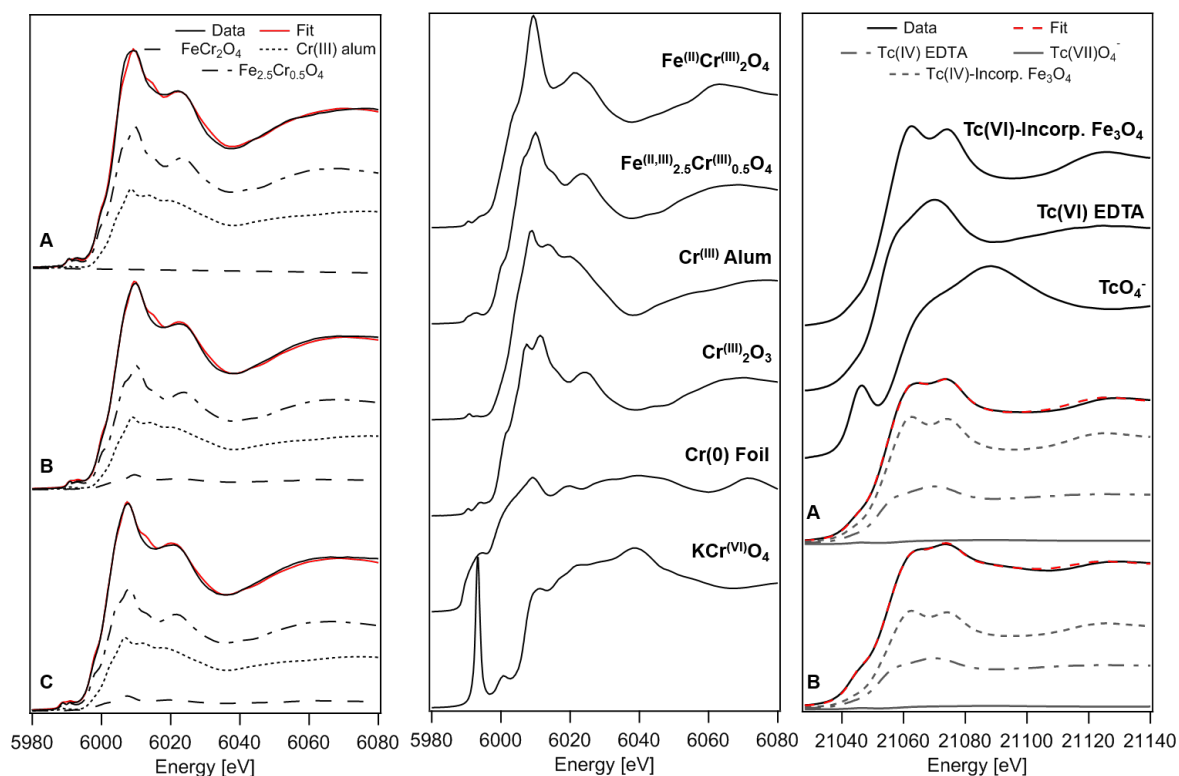 Data Fit
FeCr₂O₄ Cr(III) alum
Fe₂.₅Cr₀.₅O₄
A
B
C
5980 6000 6020 6040 6060 6080
Energy [eV]
Fe⁽ᴵᴵ⁾Cr⁽ᴵᴵᴵ⁾₂O₄
Fe⁽ᴵᴵ,ᴵᴵᴵ⁾₂.₅Cr⁽ᴵᴵᴵ⁾₀.₅O₄
Cr⁽ᴵᴵᴵ⁾ Alum
Cr⁽ᴵᴵᴵ⁾₂O₃
Cr(0) Foil
KCr⁽ⱽᴵ⁾O₄
5980 6000 6020 6040 6060 6080
Energy [eV]
Data Fit
Tc(IV) EDTA Tc(VII)O₄⁻
Tc(IV)-Incorp. Fe₃O₄
Tc(VI)-Incorp. Fe₃O₄
Tc(VI) EDTA
TcO₄⁻
A
B
21040 21060 21080 21100 21120 21140
Energy [eV]